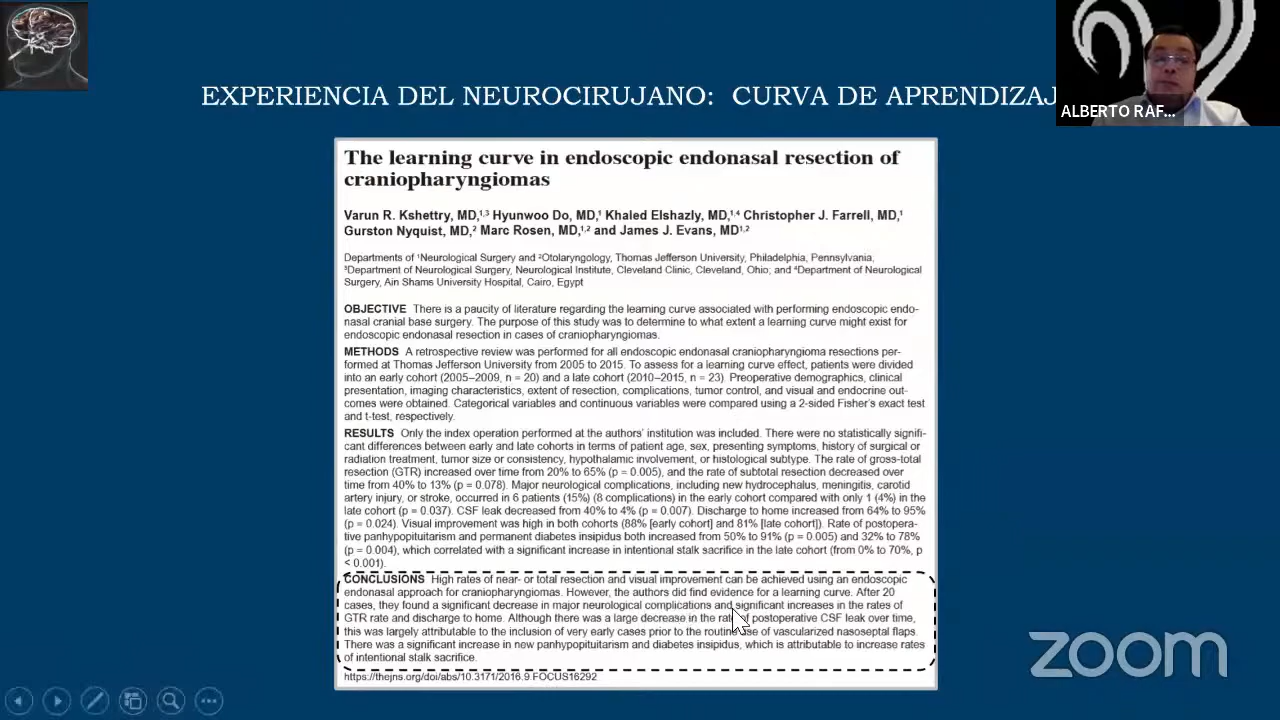 EXPERIENCIA DEL NEUROCIRUJANO: CURVA DE APRENDIZAJ
ALBERTO RAF...
The learning curve in endoscopic endonasal resection of
craniopharyngiomas
Varun R. Kshettry, MD,1,3 Hyunwoo Do, MD,1 Khaled Elshazly, MD,1,4 Christopher J. Farrell, MD,1
Gurston Nyquist, MD,2 Marc Rosen, MD,1,2 and James J. Evans, MD1,2
Departments of 1Neurological Surgery and 2Otolaryngology, Thomas Jefferson University, Philadelphia, Pennsylvania,
3Department of Neurological Surgery, Neurological Institute, Cleveland Clinic, Cleveland, Ohio; and 4Department of Neurological
Surgery, Ain Shams University Hospital, Cairo, Egypt
OBJECTIVE There is a paucity of literature regarding the learning curve associated with performing endoscopic endo-
nasal cranial base surgery. The purpose of this study was to determine to what extent a learning curve might exist for
endoscopic endonasal resection in cases of craniopharyngiomas.
METHODS A retrospective review was performed for all endoscopic endonasal craniopharyngioma resections per-
formed at Thomas Jefferson University from 2005 to 2015. To assess for a learning curve effect, patients were divided
into an early cohort (2005–2009, n = 20) and a late cohort (2010–2015, n = 23). Preoperative demographics, clinical
presentation, imaging characteristics, extent of resection, complications, tumor control, and visual and endocrine out-
comes were obtained. Categorical variables and continuous variables were compared using a 2-sided Fisher's exact test
and t-test, respectively.
RESULTS Only the index operation performed at the authors' institution was included. There were no statistically signifi-
cant differences between early and late cohorts in terms of patient age, sex, presenting symptoms, history of surgical or
radiation treatment, tumor size or consistency, hypothalamic involvement, or histological subtype. The rate of gross-total
resection (GTR) increased over time from 20% to 65% (p = 0.005), and the rate of subtotal resection decreased over
time from 40% to 13% (p = 0.078). Major neurological complications, including new hydrocephalus, meningitis, carotid
artery injury, or stroke, occurred in 6 patients (15%) (8 complications) in the early cohort compared with only 1 (4%) in the
late cohort (p = 0.037). CSF leak decreased from 40% to 4% (p = 0.007). Discharge to home increased from 64% to 95%
(p = 0.024). Visual improvement was high in both cohorts (88% [early cohort] and 81% [late cohort]). Rate of postopera-
tive panhypopituitarism and permanent diabetes insipidus both increased from 50% to 91% (p = 0.005) and 32% to 78%
(p = 0.004), which correlated with a significant increase in intentional stalk sacrifice in the late cohort (from 0% to 70%, p
< 0.001).
CONCLUSIONS High rates of near- or total resection and visual improvement can be achieved using an endoscopic
endonasal approach for craniopharyngiomas. However, the authors did find evidence for a learning curve. After 20
cases, they found a significant decrease in major neurological complications and significant increases in the rates of
GTR rate and discharge to home. Although there was a large decrease in the rate of postoperative CSF leak over time,
this was largely attributable to the inclusion of very early cases prior to the routine use of vascularized nasoseptal flaps.
There was a significant increase in new panhypopituitarism and diabetes insipidus, which is attributable to increase rates
of intentional stalk sacrifice.
https://thejns.org/doi/abs/10.3171/2016.9.FOCUS16292
zoom